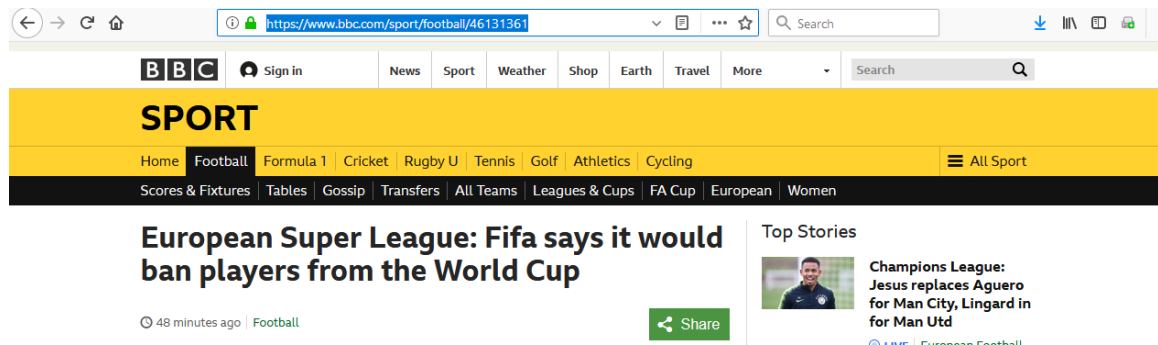 https://www.bbc.com/sport/football/46131361
Search
BBC Sign in News Sport Weather Shop Earth Travel More Search
SPORT
Home Football Formula 1 Cricket Rugby U Tennis Golf Athletics Cycling All Sport
Scores & Fixtures Tables Gossip Transfers All Teams Leagues & Cups FA Cup European Women
European Super League: Fifa says it would
ban players from the World Cup
48 minutes ago Football
Share
Top Stories
Champions League:
Jesus replaces Aguero
for Man City, Lingard in
for Man Utd
LIVE European Football